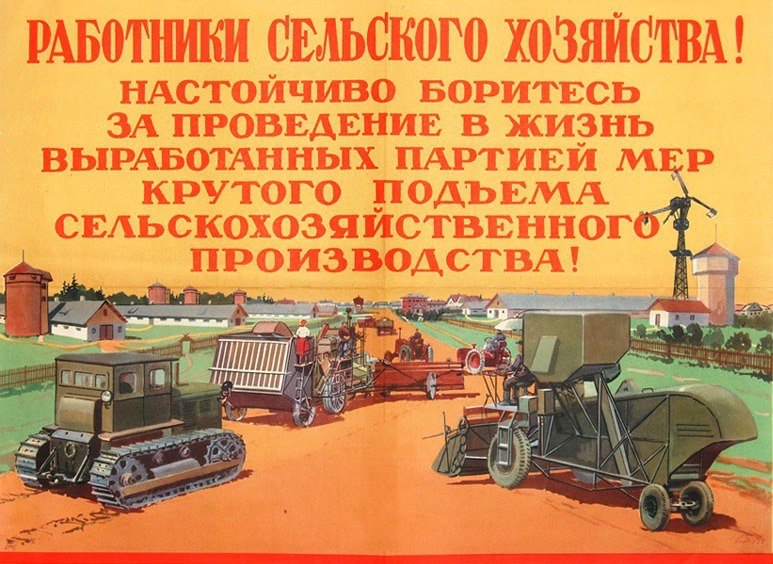 РАБОТНИКИ СЕЛЬСКОГО ХОЗЯЙСТВА!
НАСТОЙЧИВО БОРИТЕСЬ
ЗА ПРОВЕДЕНИЕ В ЖИЗНЬ
ВЫРАБОТАННЫХ ПАРТИЕЙ МЕР
КРУТОГО ПОДЪЕМА
СЕЛЬСКОХОЗЯЙСТВЕННОГО
ПРОИЗВОДСТВА!